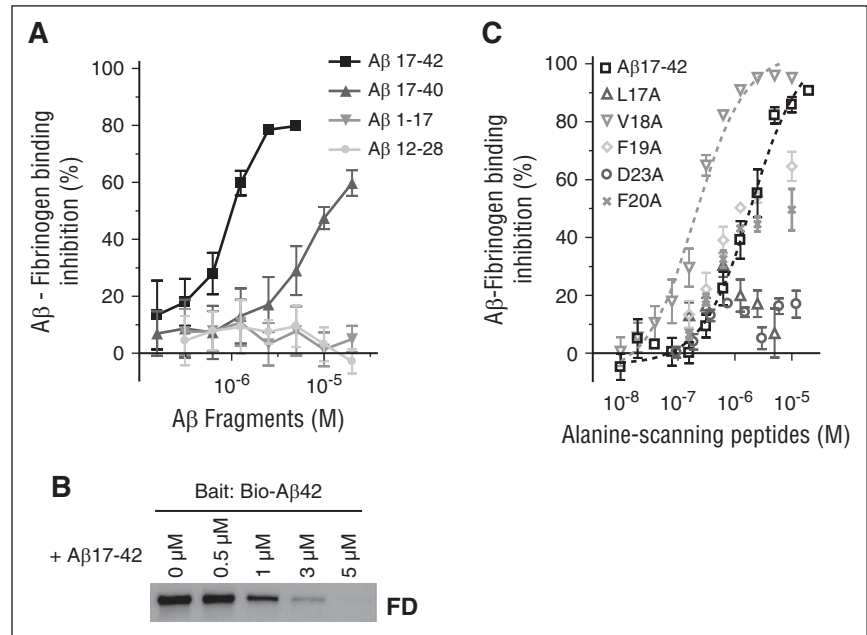 A
Aβ - Fibrinogen binding
inhibition (%)
100
80
60
40
20
0
10-6
10-5
Aβ Fragments (M)
Aβ 17-42
Aβ 17-40
Aβ 1-17
Aβ 12-28
C
Aβ-Fibrinogen binding
inhibition (%)
100
80
60
40
20
0
10-8
10-7
10-6
10-5
Alanine-scanning peptides (M)
Aβ17-42
L17A
V18A
F19A
D23A
F20A
B
Bait: Bio-Aβ42
+ Aβ17-42
0 µM
0.5 µM
1 µM
3 µM
5 µM
FD